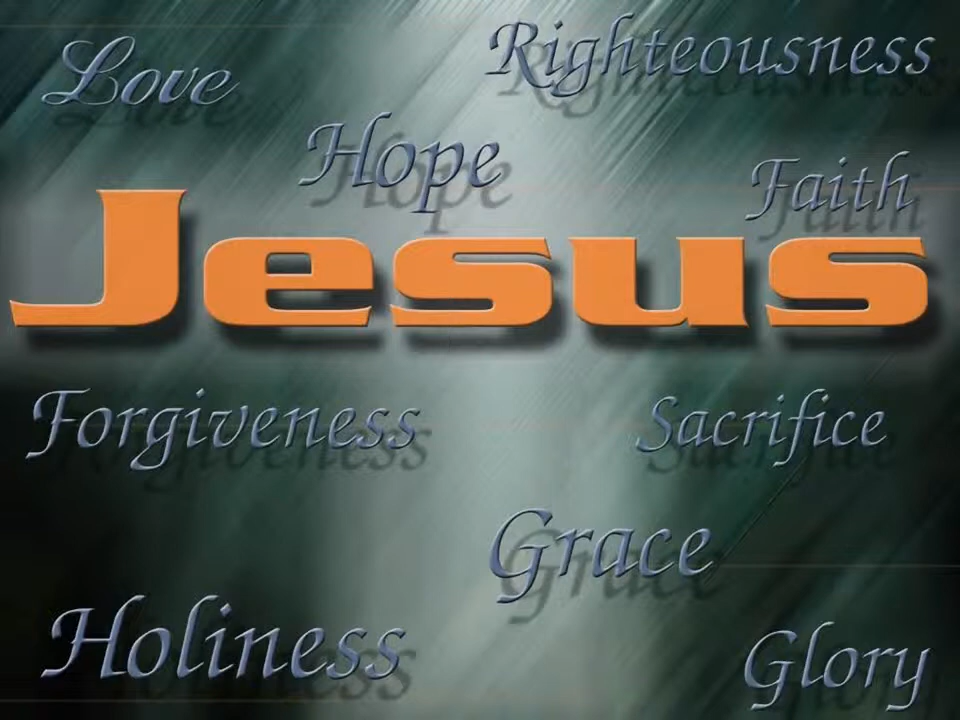 Love
Righteousness
Hope
Faith
Jesus
Forgiveness
Sacrifice
Grace
Holiness
Glory